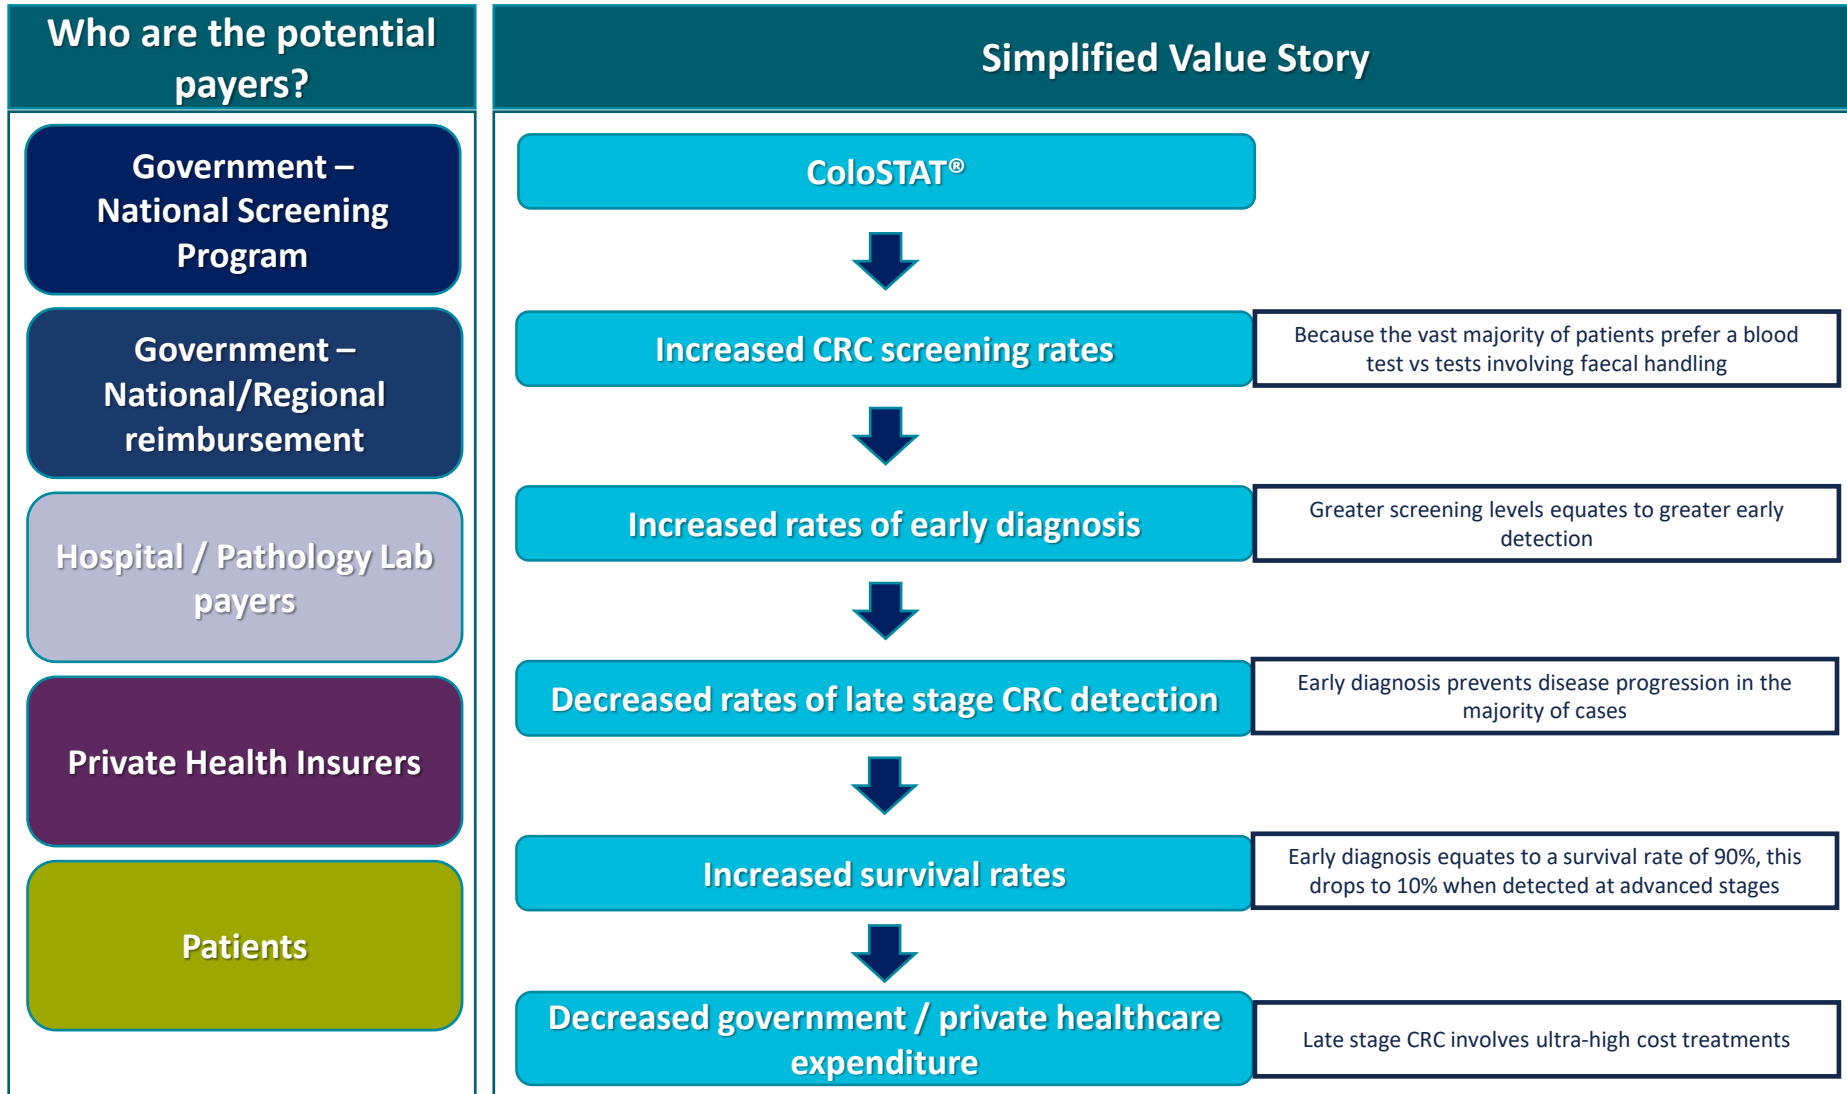 Who are the potential
payers?
Government –
National Screening
Program
Government –
National/Regional
reimbursement
Hospital / Pathology Lab
payers
Private Health Insurers
Patients
Simplified Value Story
ColoSTAT®
Increased CRC screening rates
Because the vast majority of patients prefer a blood
test vs tests involving faecal handling
Increased rates of early diagnosis
Greater screening levels equates to greater early
detection
Decreased rates of late stage CRC detection
Early diagnosis prevents disease progression in the
majority of cases
Increased survival rates
Early diagnosis equates to a survival rate of 90%, this
drops to 10% when detected at advanced stages
Decreased government / private healthcare
expenditure
Late stage CRC involves ultra-high cost treatments